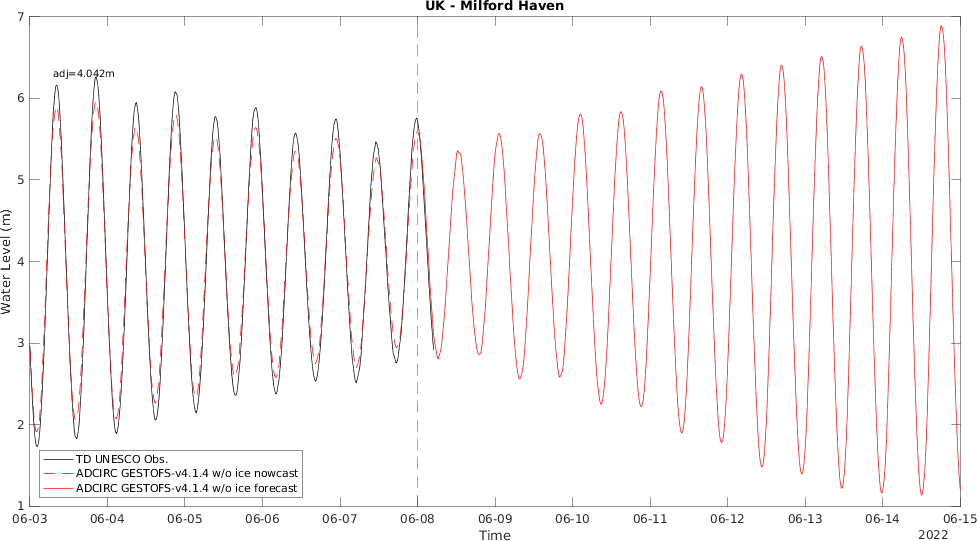 UK - Milford Haven
7
adj=4.042m
6
5
4
3
2
1
Water Level (m)
TD UNESCO Obs.
ADCIRC GESTOFS-v4.1.4 w/o ice nowcast
ADCIRC GESTOFS-v4.1.4 w/o ice forecast
06-03 06-04 06-05 06-06 06-07 06-08 06-09 06-10 06-11 06-12 06-13 06-14 06-15
Time
2022